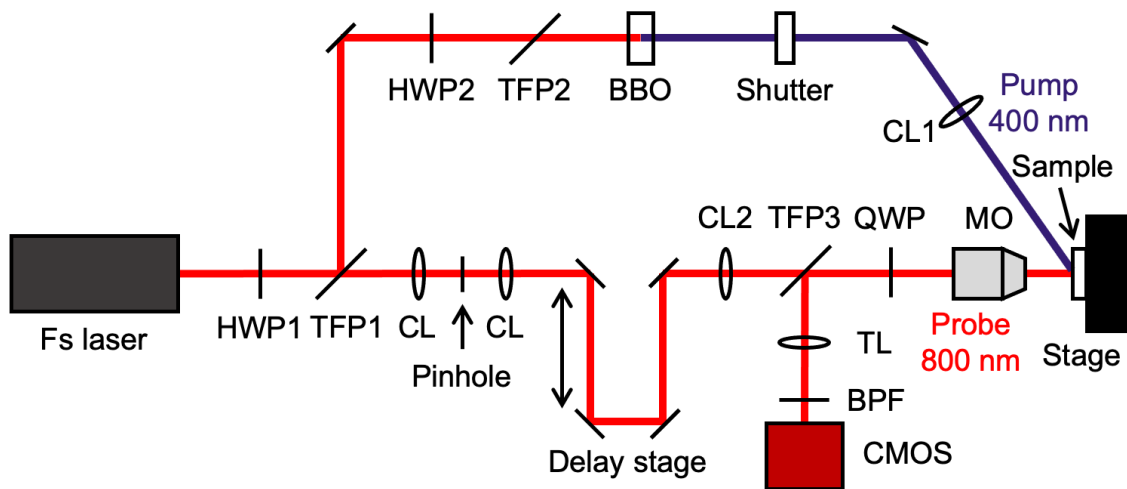 HWP2
TFP2
BBO
Shutter
CL1
Pump
400 nm
Sample
Fs laser
HWP1
TFP1
CL
Pinhole
CL
Delay stage
CL2
TFP3
QWP
MO
Probe
800 nm
Stage
TL
BPF
CMOS